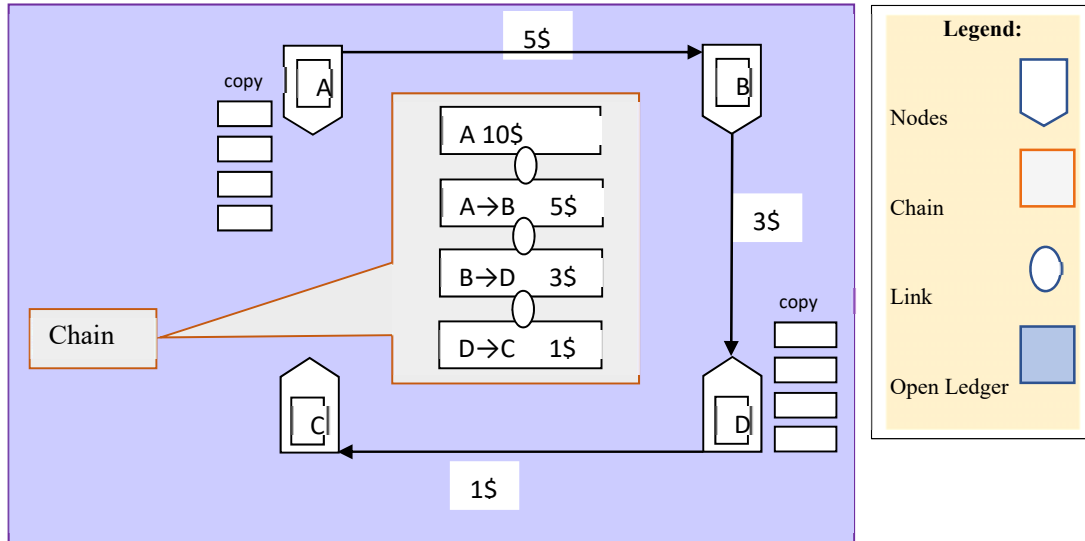 5$
Legend:
copy
A
B
Nodes
A 10$
A→B 5$
3$
Chain
B→D 3$
Link
copy
Chain
D→C 1$
Open Ledger
C
D
1$